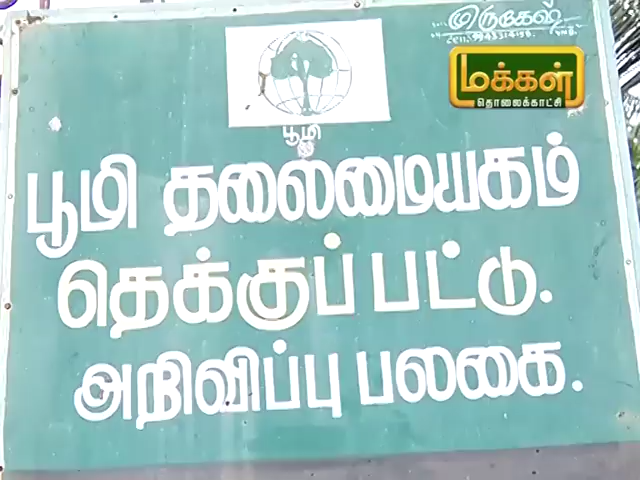 முருகேஷ்
மக்கள்
தொலைக்காட்சி
பூமி
பூமி தலைமையகம்
தெக்குப்பட்டு.
அறிவிப்பு பலகை.